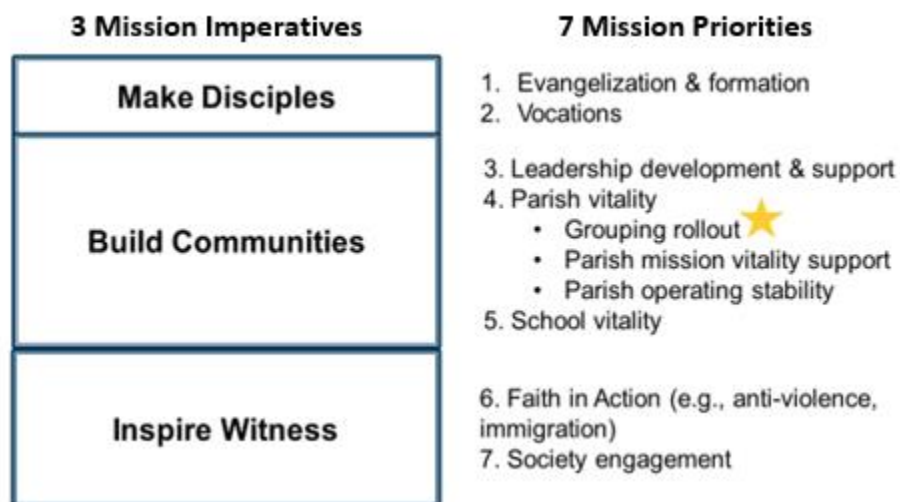 3 Mission Imperatives
7 Mission Priorities
Make Disciples
1. Evangelization & formation
2. Vocations
Build Communities
3. Leadership development & support
4. Parish vitality
• Grouping rollout
• Parish mission vitality support
• Parish operating stability
5. School vitality
Inspire Witness
6. Faith in Action (e.g., anti-violence,
immigration)
7. Society engagement